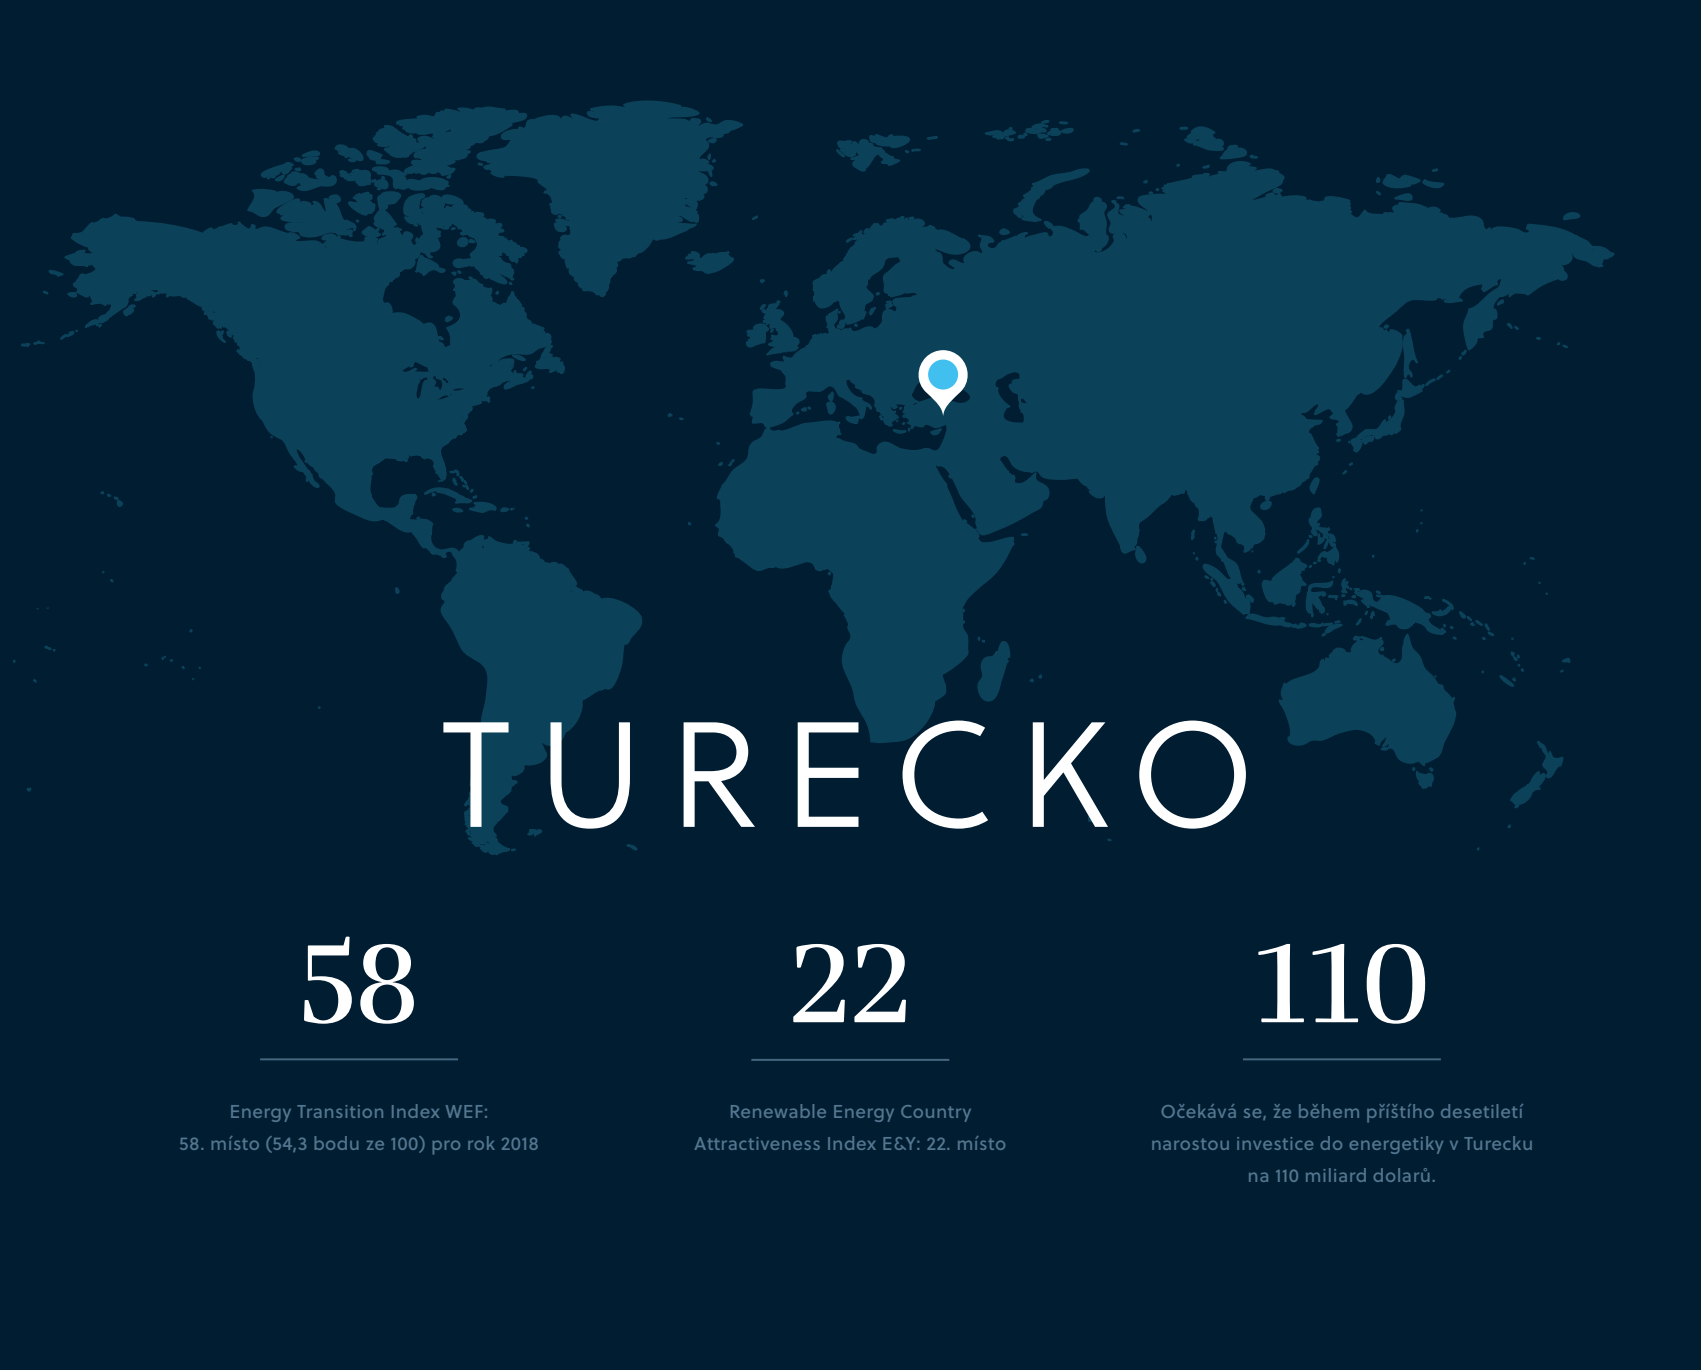 TURECKO
58
Energy Transition Index WEF:
58. místo (54,3 bodu ze 100) pro rok 2018
22
Renewable Energy Country
Attractiveness Index E&Y: 22. místo
110
Očekává se, že během příštího desetiletí
narostou investice do energetiky v Turecku
na 110 miliard dolarů.